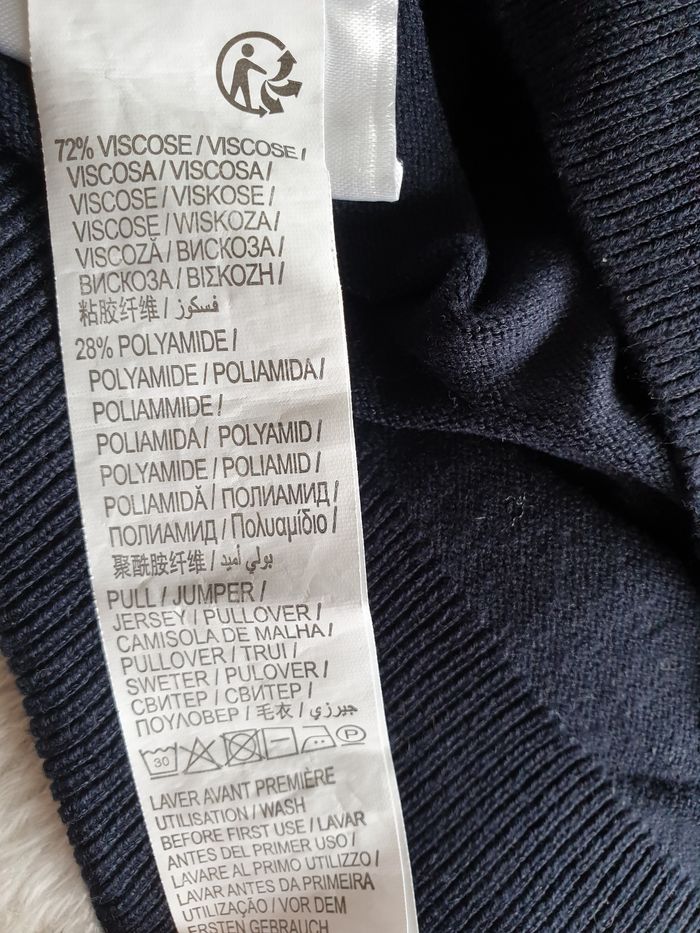 72% VISCOSE / VISCOSE /
VISCOSA / VISCOSA /
VISCOSE / VISKOSE /
VISCOSE / WISKOZA /
VISCOZĂ / ВИСКОЗА /
ВИСКОЗА / ΒΙΣΚΟΖΗ /
粘胶纤维 / فسكوز /
28% POLYAMIDE /
POLYAMIDE / POLIAMIDA /
POLIAMMIDE /
POLIAMIDA / POLYAMID /
POLYAMIDE / POLIAMID /
POLIAMIDĂ / ПОЛИАМИД /
ПОЛИАМИД / Πολυαμίδιο /
聚酰胺纤维 / بولي أميد /
PULL / JUMPER /
JERSEY / PULLOVER /
CAMISOLA DE MALHA /
PULLOVER / TRUI /
SWETER / PULOVER /
СВИТЕР / СВИТЕР /
ΠΟΥΛΟΒΕΡ / 毛衣 / جيرزي /
30 P
LAVER AVANT PREMIÈRE
UTILISATION / WASH
BEFORE FIRST USE / LAVAR
ANTES DEL PRIMER USO /
LAVARE AL PRIMO UTILIZZO /
LAVAR ANTES DA PRIMEIRA
UTILIZAÇÃO / VOR DEM
ERSTEN GEBRAUCH